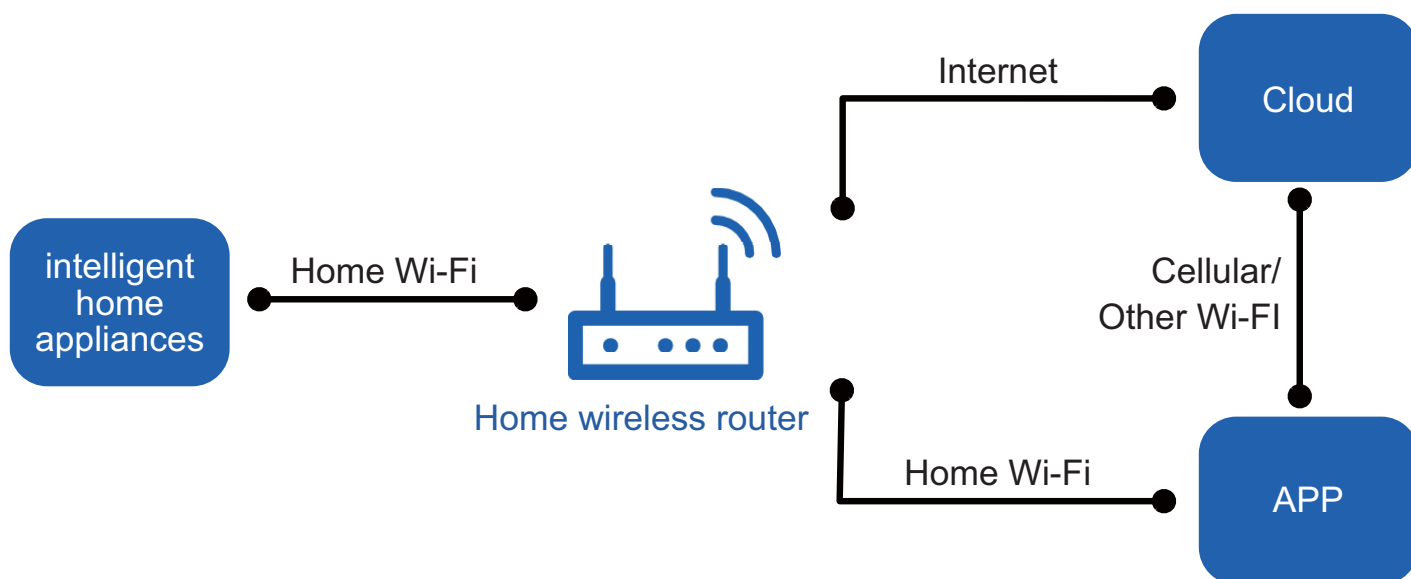 Internet
Cloud
intelligent
home
appliances
Home Wi-Fi
Cellular/
Other Wi-FI
Home wireless router
Home Wi-Fi
APP